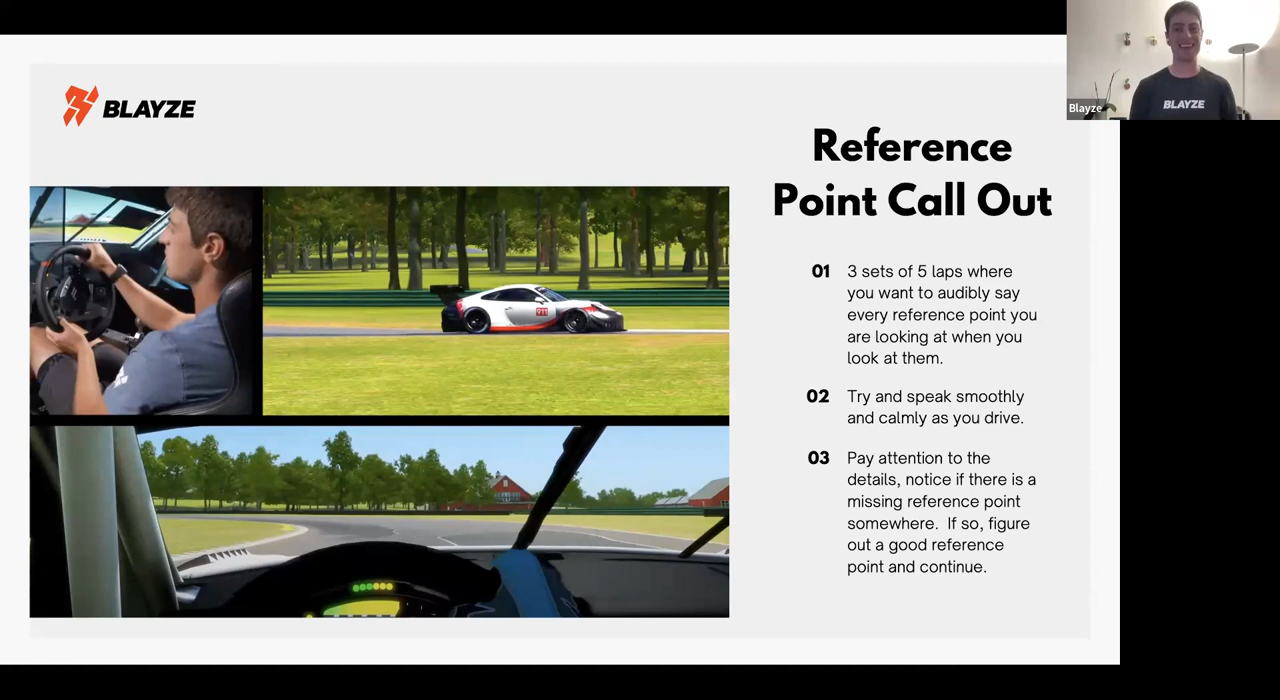 BLAYZE
Blayze
BLAYZE
Reference
Point Call Out
01 3 sets of 5 laps where
you want to audibly say
every reference point you
are looking at when you
look at them.
02 Try and speak smoothly
and calmly as you drive.
03 Pay attention to the
details, notice if there is a
missing reference point
somewhere. If so, figure
out a good reference
point and continue.
911